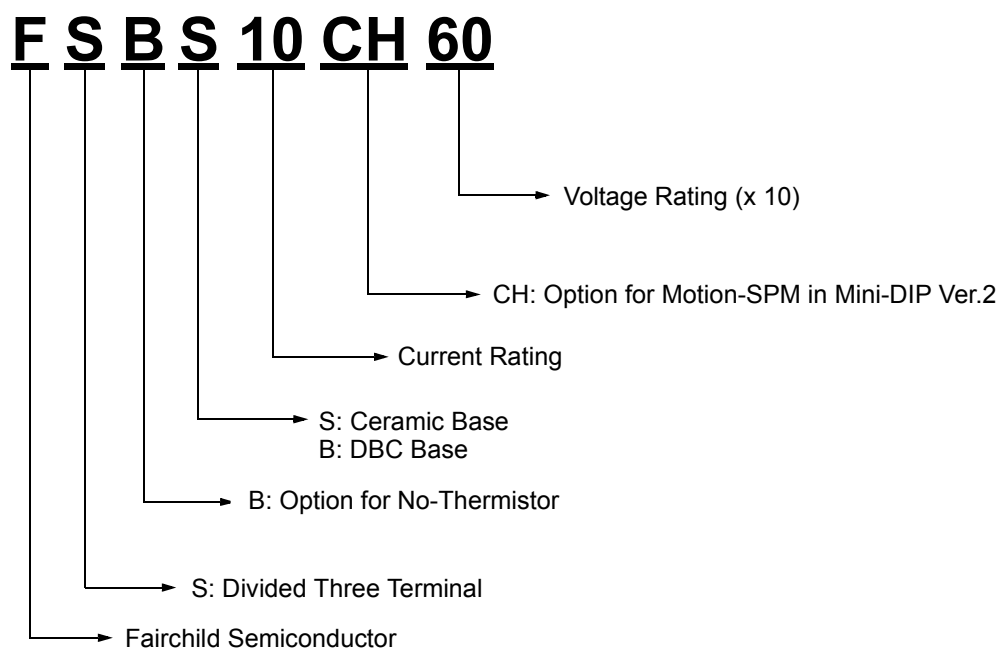 F S B S 10 CH 60
Voltage Rating (x 10)
CH: Option for Motion-SPM in Mini-DIP Ver.2
Current Rating
S: Ceramic Base
B: DBC Base
B: Option for No-Thermistor
S: Divided Three Terminal
Fairchild Semiconductor